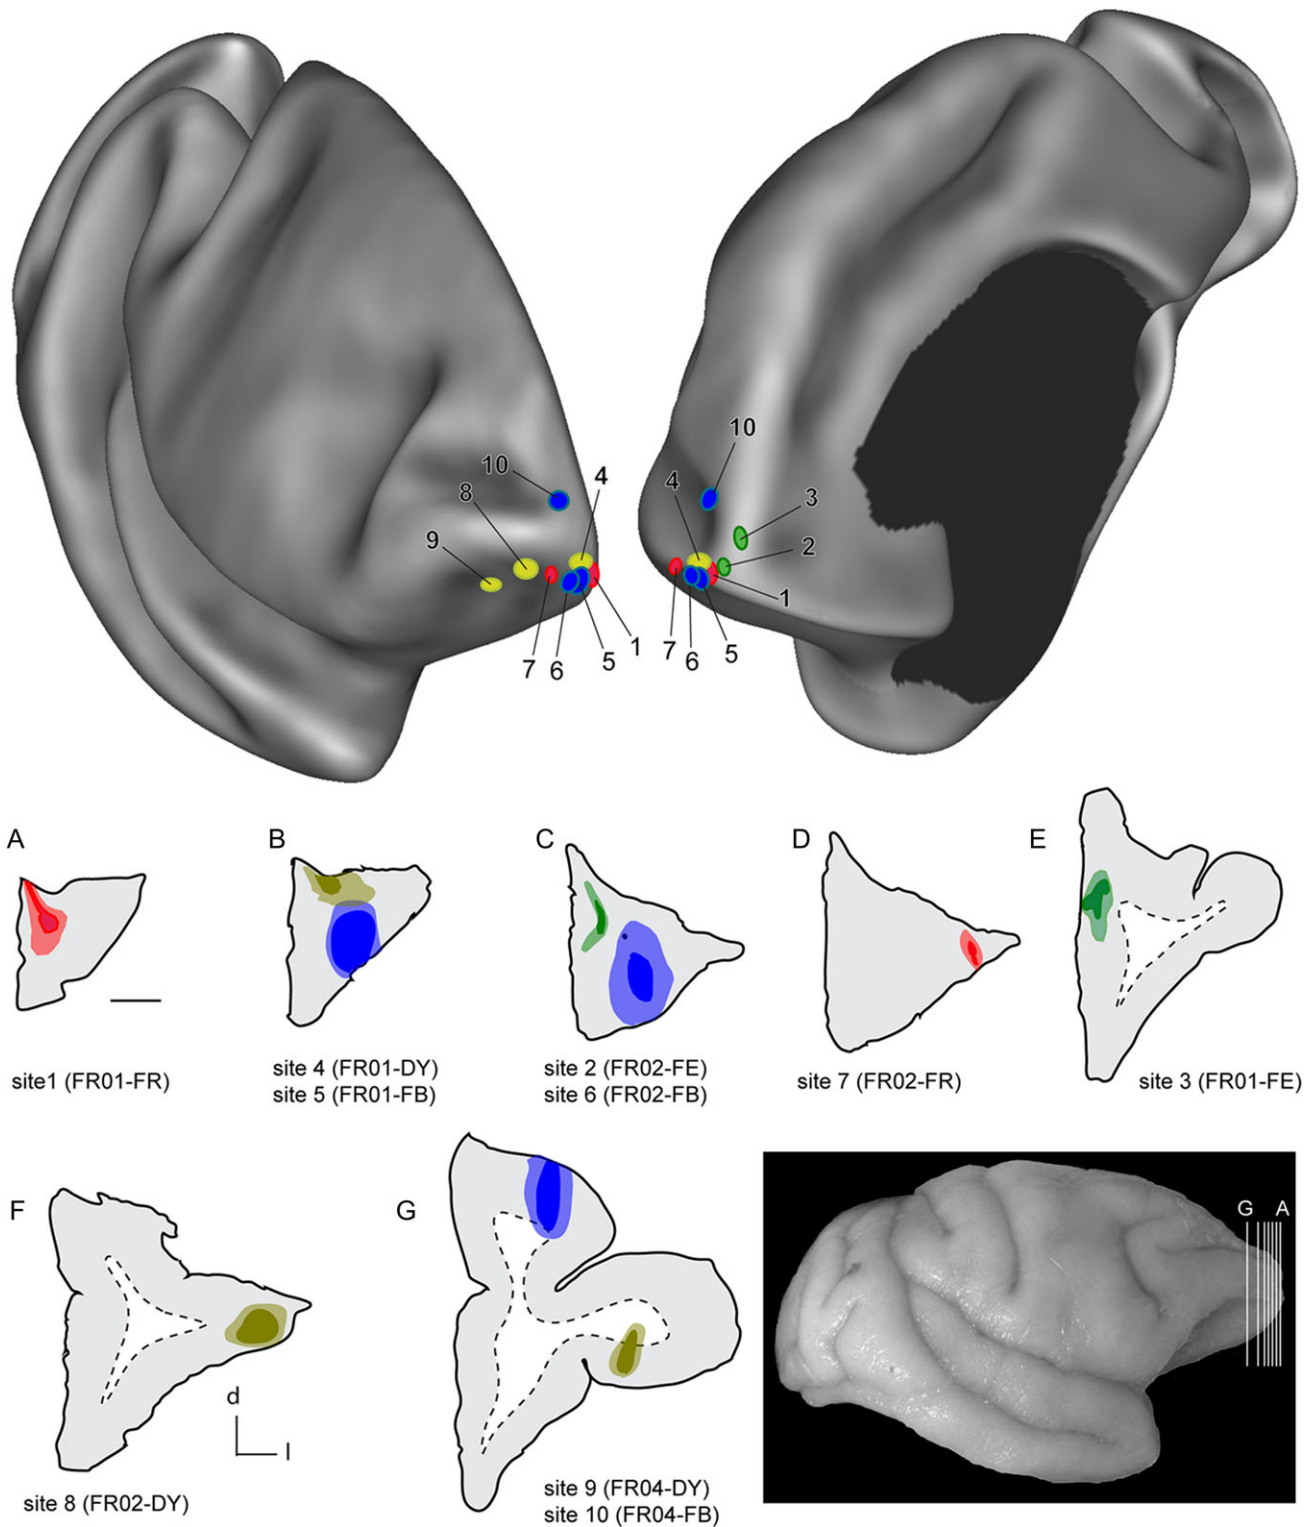 10
4
8
9
7
6
5
1
10
4
3
2
1
7
6
5
A
B
C
D
E
site1 (FR01-FR)
site 4 (FR01-DY)
site 5 (FR01-FB)
site 2 (FR02-FE)
site 6 (FR02-FB)
site 7 (FR02-FR)
site 3 (FR01-FE)
F
G
G A
d
l
site 8 (FR02-DY)
site 9 (FR04-DY)
site 10 (FR04-FB)